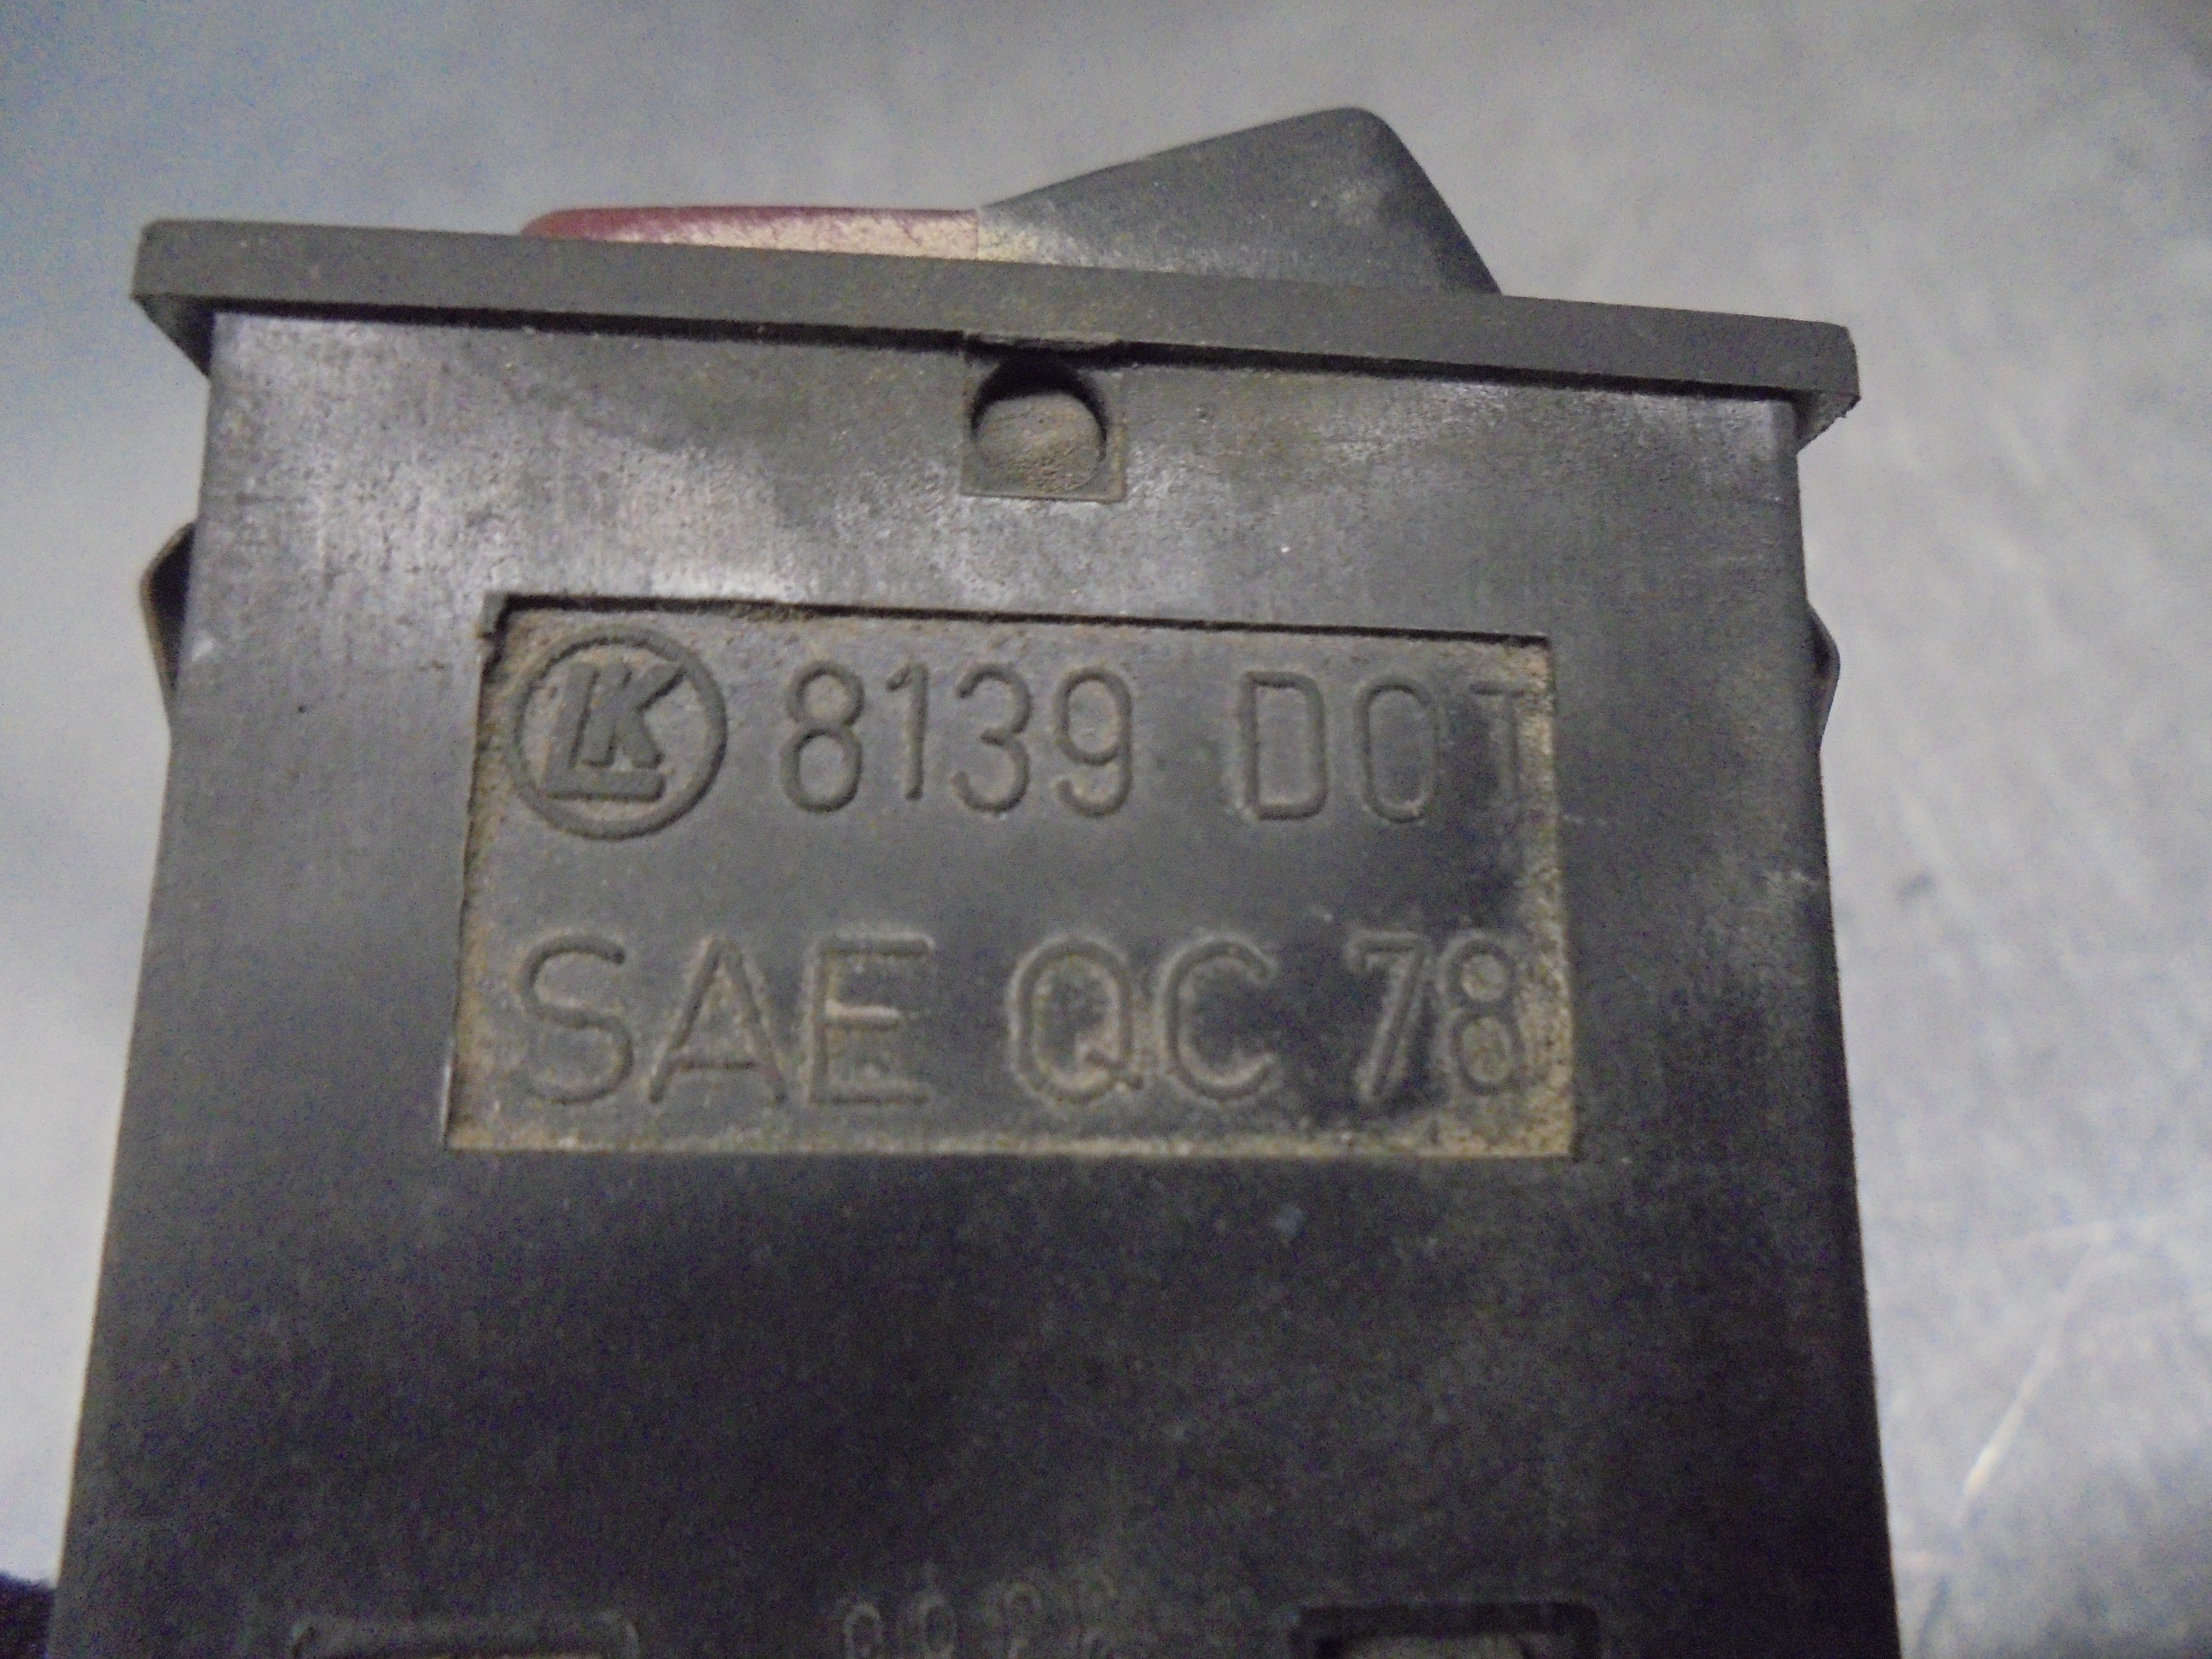 LK 8139 DOT
SAE QC 78